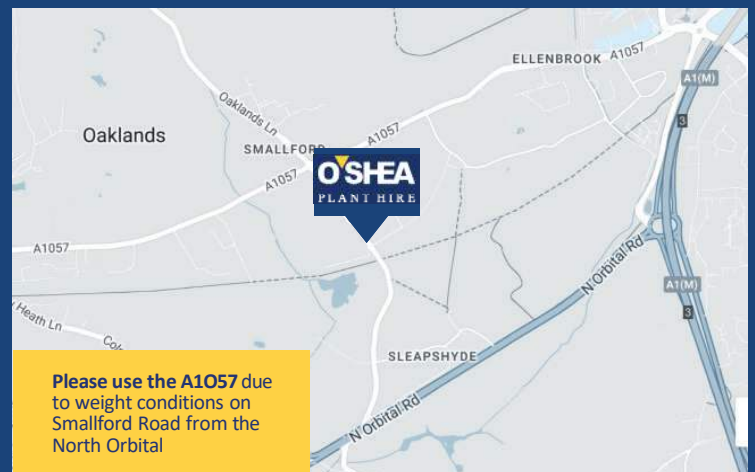 ELLENBROOK
A1057
A1(M)
3
Oaklands Ln
Oaklands
SMALLFORD
A1057
O'SHEA
PLANT HIRE
A1057
A1057
N Orbital Rd
A1(M)
3
Heath Ln
SLEAPSHYDE
N Orbital Rd
Please use the A1O57 due
to weight conditions on
Smallford Road from the
North Orbital